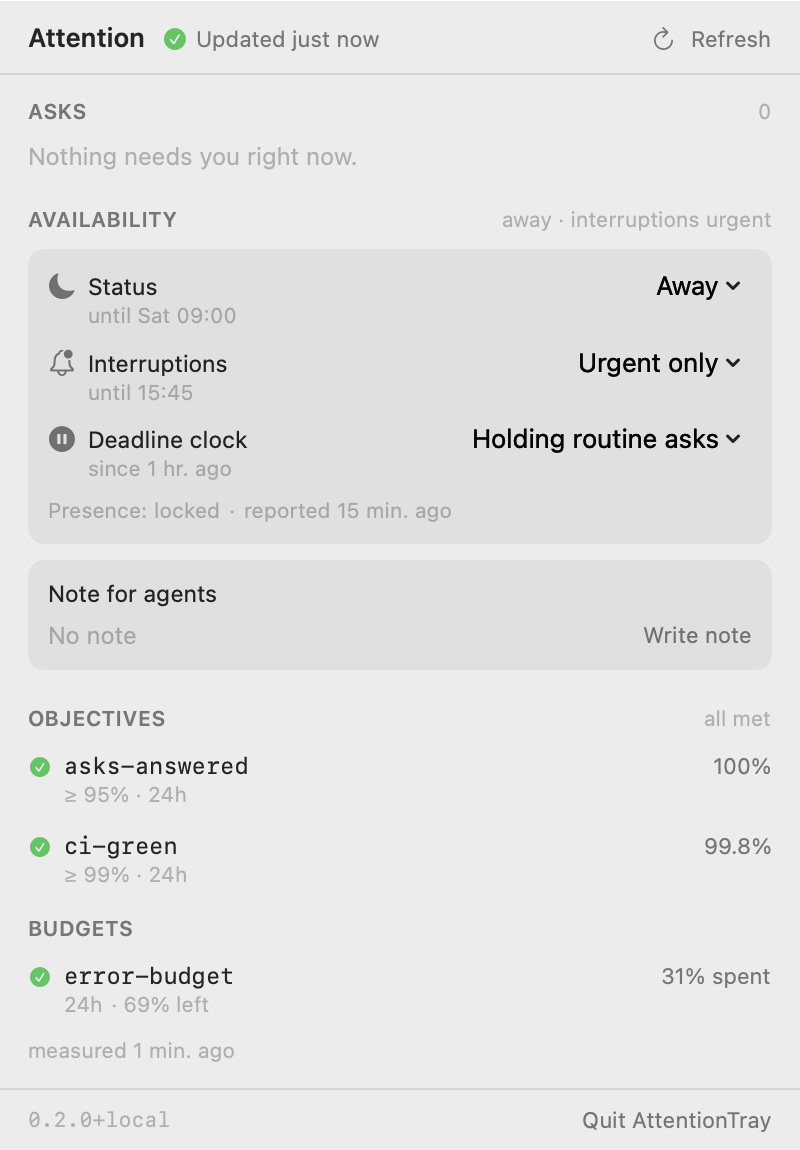 Attention Updated just now Refresh
ASKS 0
Nothing needs you right now.
AVAILABILITY away · interruptions urgent
Status Away
until Sat 09:00
Interruptions Urgent only
until 15:45
Deadline clock Holding routine asks
since 1 hr. ago
Presence: locked · reported 15 min. ago
Note for agents
No note Write note
OBJECTIVES all met
asks-answered 100%
≥ 95% · 24h
ci-green 99.8%
≥ 99% · 24h
BUDGETS
error-budget 31% spent
24h · 69% left
measured 1 min. ago
0.2.0+local Quit AttentionTray